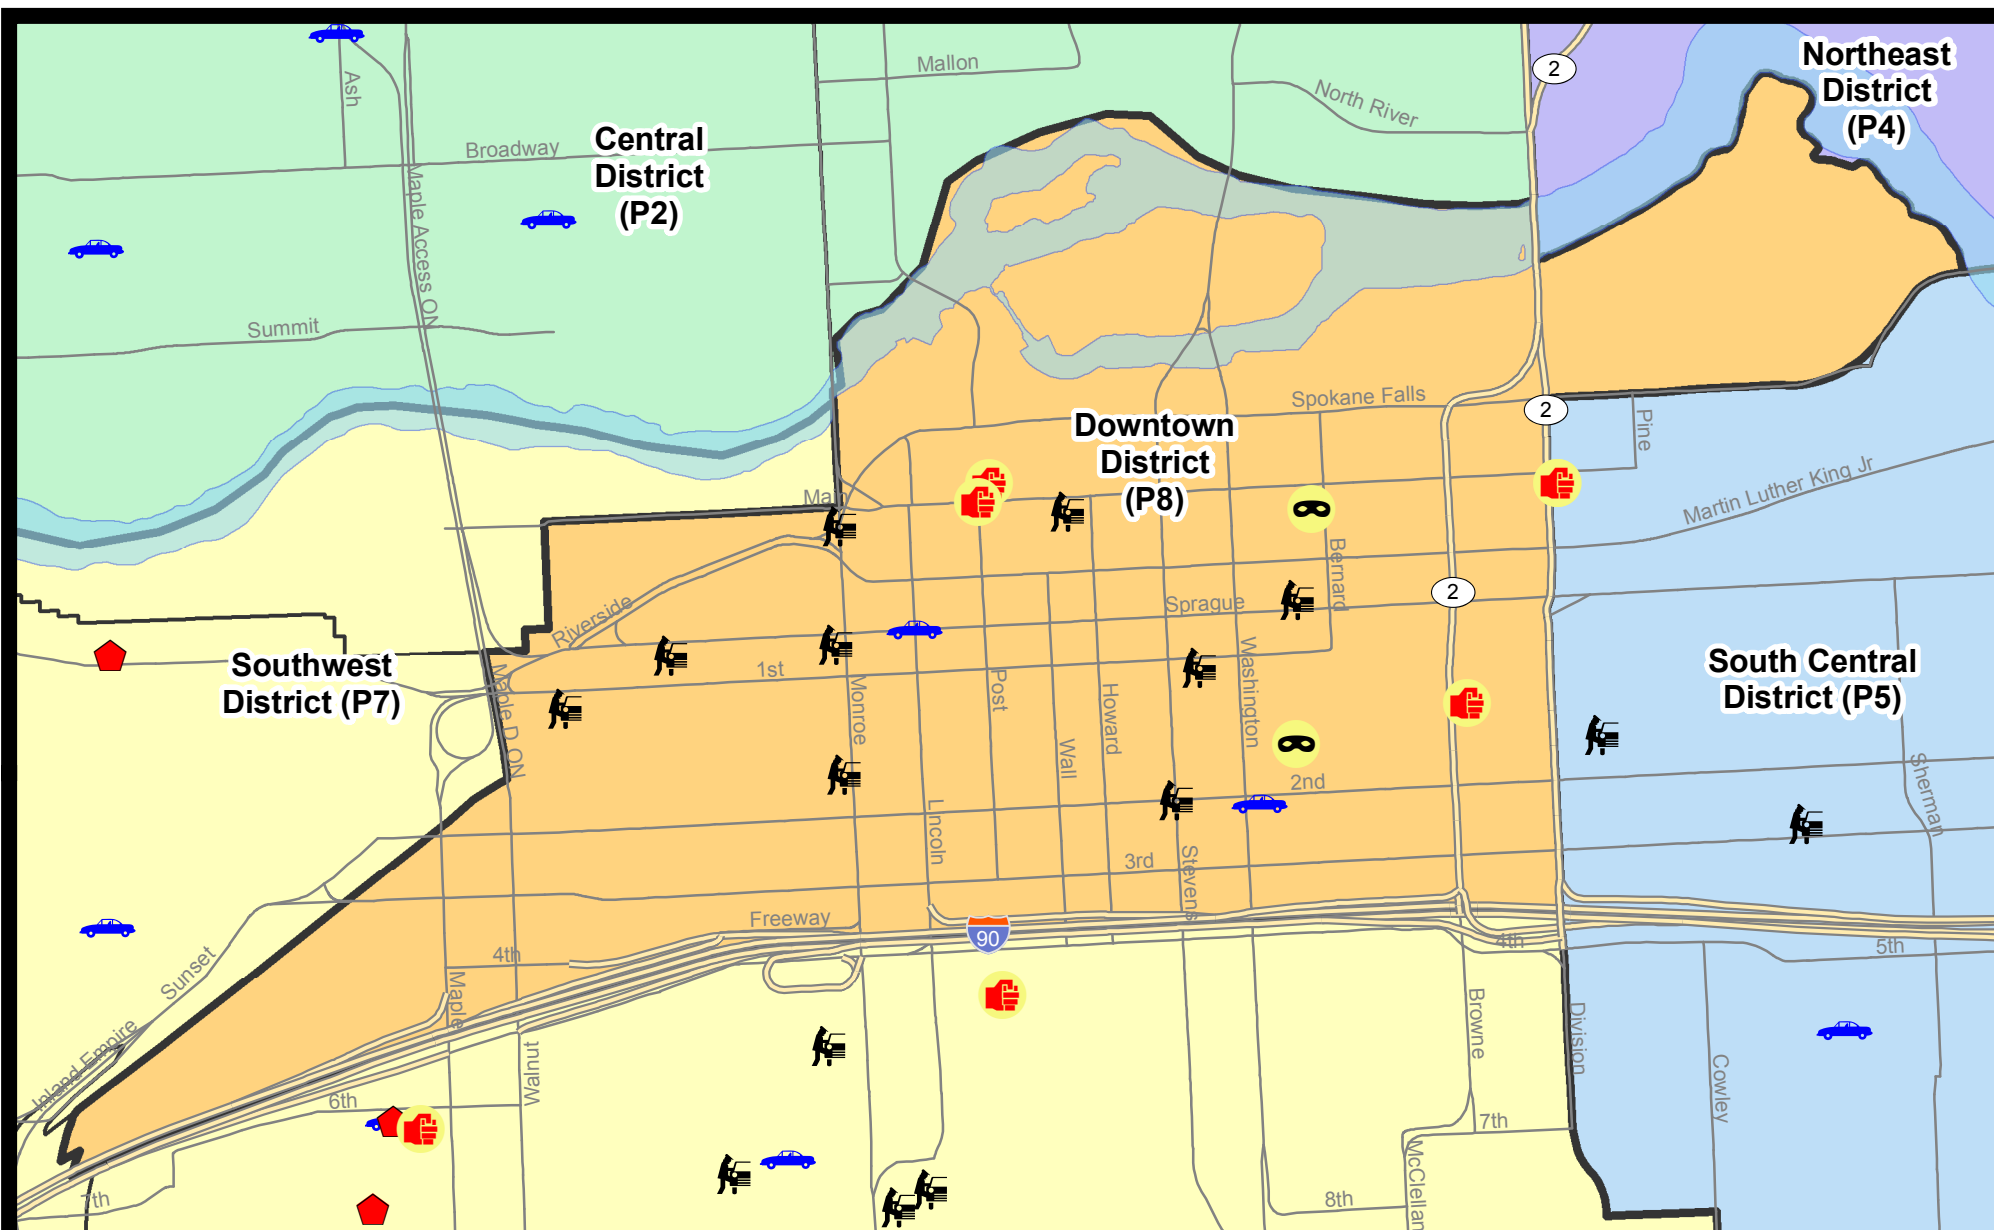 2
Northeast
District
(P4)
Mallon
Ash
North River
Central
District
(P2)
Broadway
Maple Access ON
Summit
Spokane Falls
2
Pine
Downtown
District
(P8)
Main
Martin Luther King Jr
Bernard
2
Riverside
Sprague
Southwest
District (P7)
1st
Washington
South Central
District (P5)
Maple D ON
Monroe
Post
Howard
Wall
2nd
Sherman
Lincoln
3rd
Stevens
Freeway
90
4th
4th
5th
Sunset
Maple
Browne
Division
Inland Empire
Walnut
Cowley
6th
7th
McClellan
7th
8th